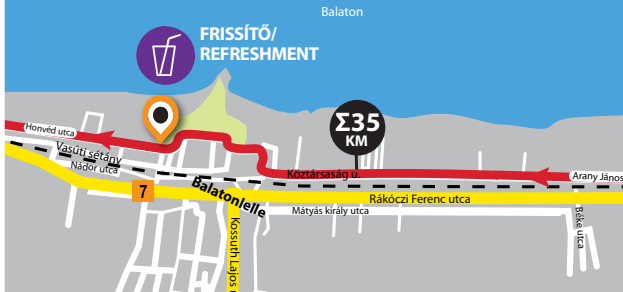 Balaton
FRISSÍTŐ/
REFRESHMENT
Σ35
KM
Honvéd utca
Vasúti sétány
Nádor utca
7
Balatonlelle
Köztársaság u.
Arany János
Rákóczi Ferenc utca
Mátyás király utca
Kossuth Lajos
Béke utca